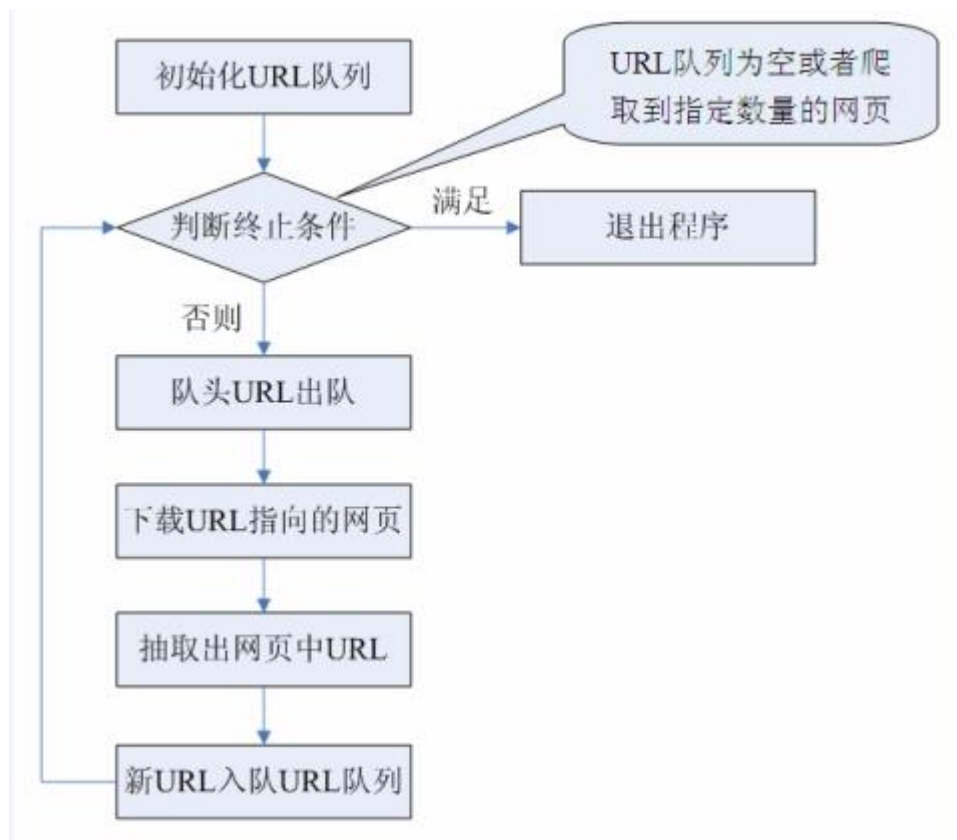 初始化URL队列
URL队列为空或者爬
取到指定数量的网页
判断终止条件
满足
退出程序
否则
队头URL出队
下载URL指向的网页
抽取出网页中URL
新URL入队URL队列